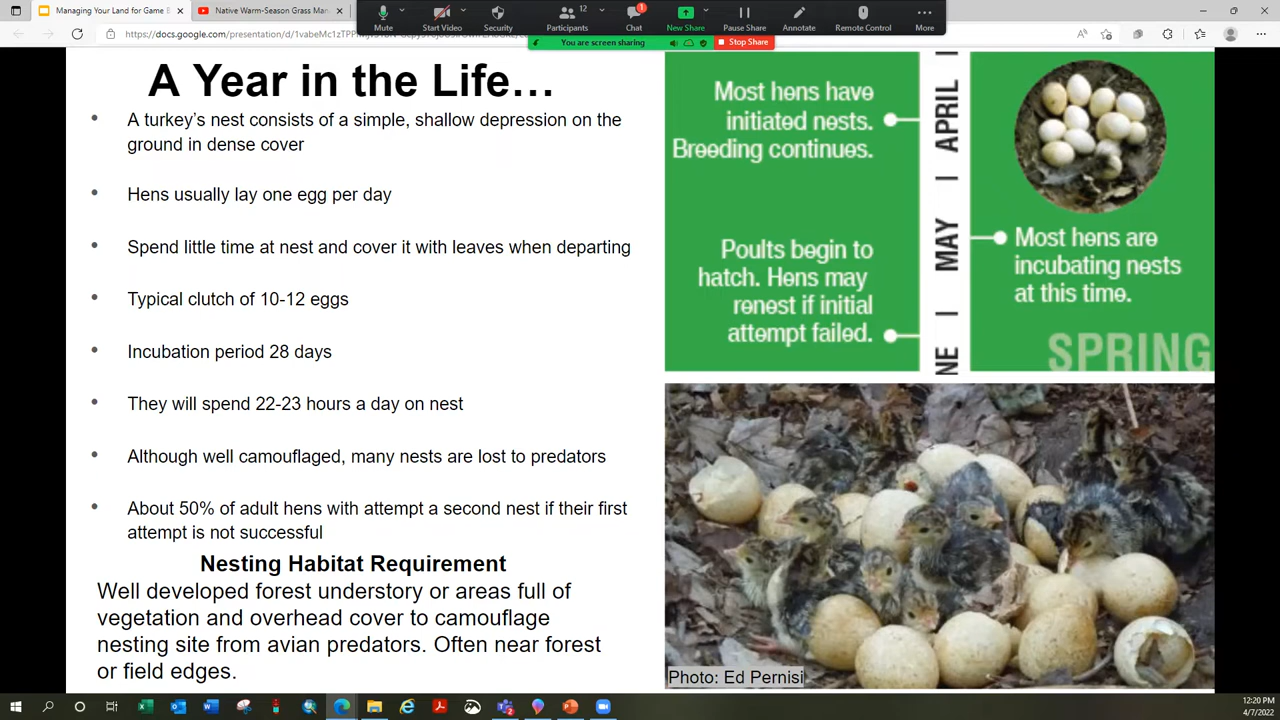 Managing Your Land for Game B
Native Warm-Season Grass Man
Mute
Start Video
Security
12
Participants
1
Chat
New Share
Pause Share
Annotate
Remote Control
More
You are screen sharing
Stop Share
A Year in the Life…
• A turkey's nest consists of a simple, shallow depression on the
ground in dense cover
• Hens usually lay one egg per day
• Spend little time at nest and cover it with leaves when departing
• Typical clutch of 10-12 eggs
• Incubation period 28 days
• They will spend 22-23 hours a day on nest
• Although well camouflaged, many nests are lost to predators
• About 50% of adult hens with attempt a second nest if their first
attempt is not successful
Nesting Habitat Requirement
Well developed forest understory or areas full of
vegetation and overhead cover to camouflage
nesting site from avian predators. Often near forest
or field edges.
Most hens have
initiated nests.
Breeding continues.
Poults begin to
hatch. Hens may
renest if initial
attempt failed.
APRIL
MAY
NE
Most hens are
incubating nests
at this time.
SPRING
Photo: Ed Pernisi
12:20 PM
4/7/2022